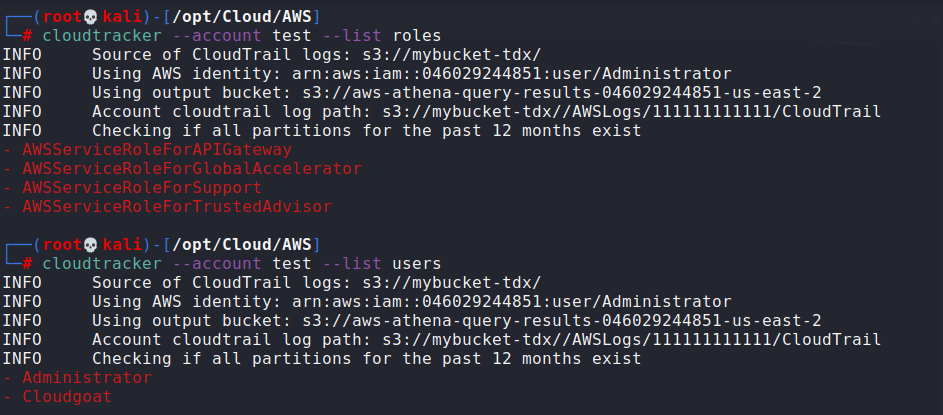 ┌──(root💀kali)-[/opt/Cloud/AWS]
└─# cloudtracker --account test --list roles
INFO     Source of CloudTrail logs: s3://mybucket-tdx/
INFO     Using AWS identity: arn:aws:iam::046029244851:user/Administrator
INFO     Using output bucket: s3://aws-athena-query-results-046029244851-us-east-2
INFO     Account cloudtrail log path: s3://mybucket-tdx//AWSLogs/111111111111/CloudTrail
INFO     Checking if all partitions for the past 12 months exist
- AWSServiceRoleForAPIGateway
- AWSServiceRoleForGlobalAccelerator
- AWSServiceRoleForSupport
- AWSServiceRoleForTrustedAdvisor
┌──(root💀kali)-[/opt/Cloud/AWS]
└─# cloudtracker --account test --list users
INFO     Source of CloudTrail logs: s3://mybucket-tdx/
INFO     Using AWS identity: arn:aws:iam::046029244851:user/Administrator
INFO     Using output bucket: s3://aws-athena-query-results-046029244851-us-east-2
INFO     Account cloudtrail log path: s3://mybucket-tdx//AWSLogs/111111111111/CloudTrail
INFO     Checking if all partitions for the past 12 months exist
- Administrator
- Cloudgoat